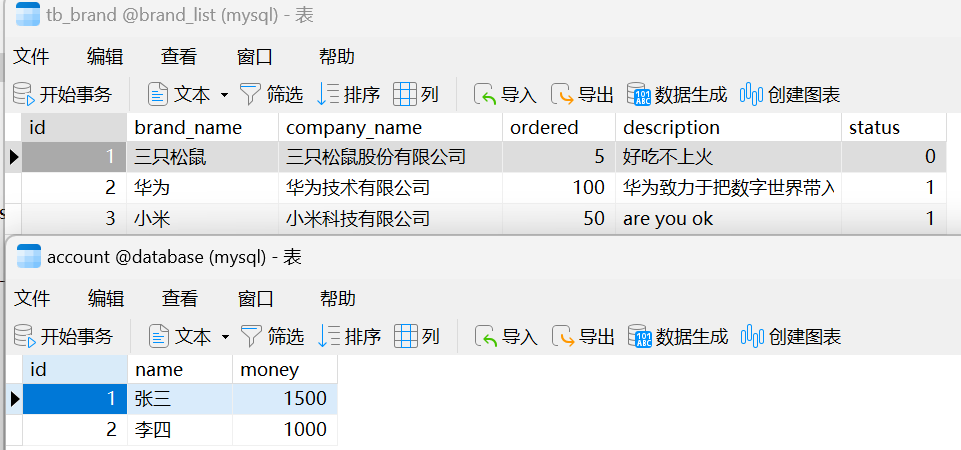 tb_brand @brand_list (mysql) - 表
文件 编辑 查看 窗口 帮助
开始事务 文本 筛选 排序 列 导入 导出 数据生成 创建图表
id brand_name company_name ordered description status
1 三只松鼠 三只松鼠股份有限公司 5 好吃不上火 0
2 华为 华为技术有限公司 100 华为致力于把数字世界带入 1
3 小米 小米科技有限公司 50 are you ok 1
account @database (mysql) - 表
文件 编辑 查看 窗口 帮助
开始事务 文本 筛选 排序 列 导入 导出 数据生成 创建图表
id name money
1 张三 1500
2 李四 1000